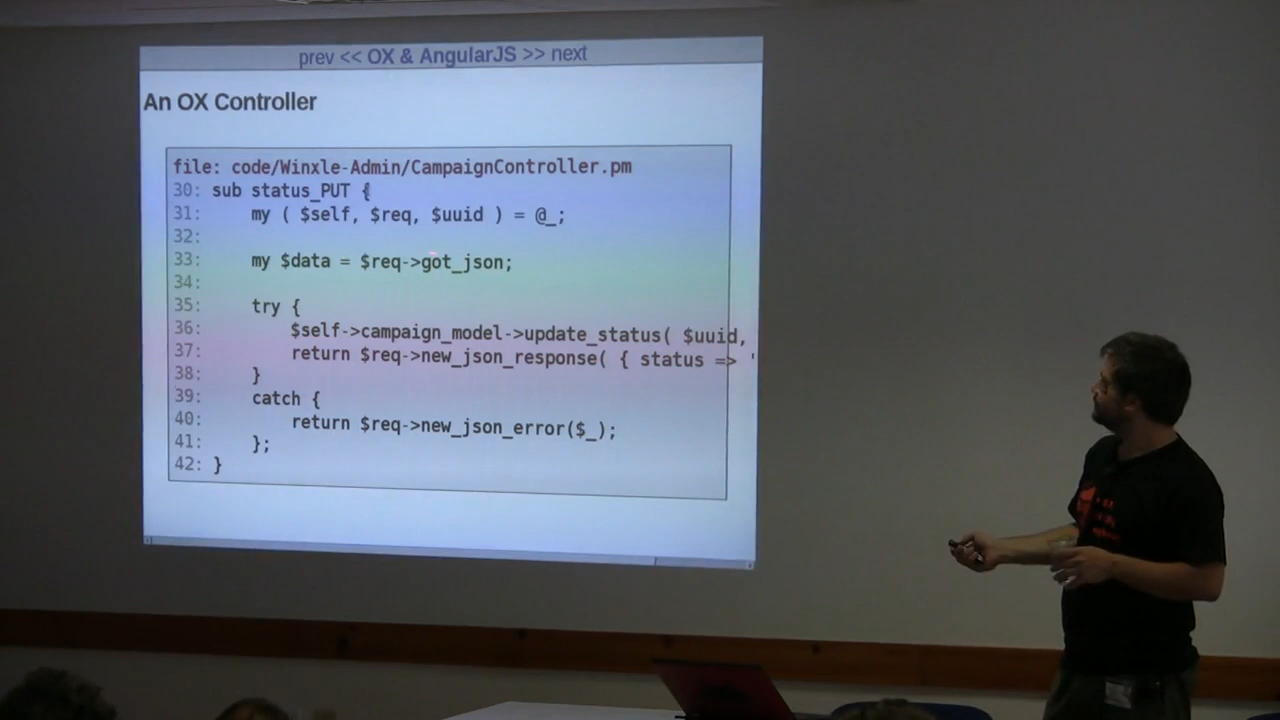 prev << OX & AngularJS >> next
An OX Controller
file: code/Winxle-Admin/CampaignController.pm
30: sub status_PUT {
31: my ( $self, $req, $uuid ) = @_;
32:
33: my $data = $req->got_json;
34:
35: try {
36: $self->campaign_model->update_status( $uuid,
37: return $req->new_json_response( { status => '
38: }
39: catch {
40: return $req->new_json_error($_);
41: };
42: }